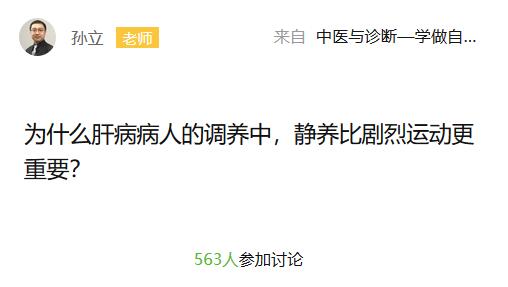 孙立 老师 来自 中医与诊断—学做自...
为什么肝病病人的调养中，静养比剧烈运动更
重要？
563人参加讨论